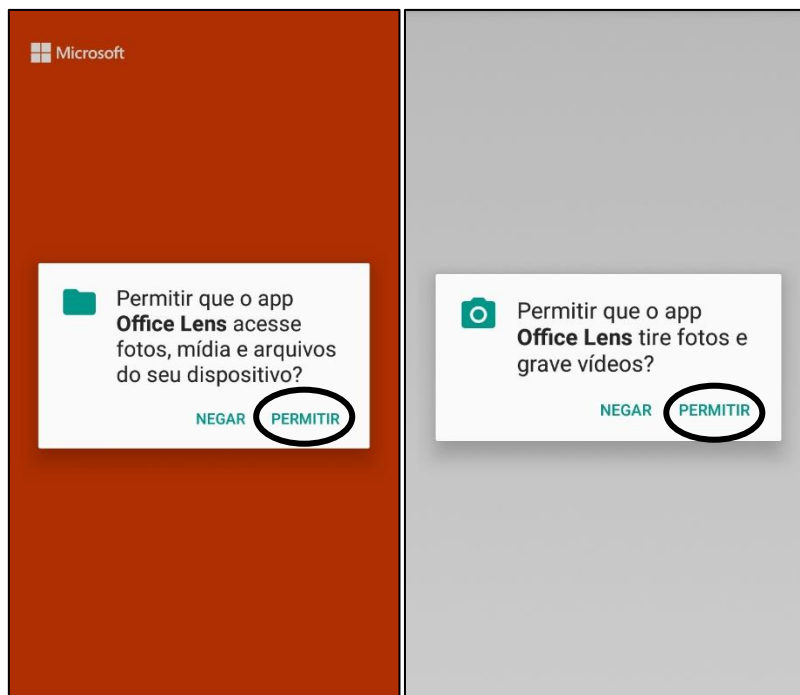 Microsoft
Permitir que o app
Office Lens acesse
fotos, mídia e arquivos
do seu dispositivo?
NEGAR PERMITIR
Permitir que o app
Office Lens tire fotos e
grave vídeos?
NEGAR PERMITIR